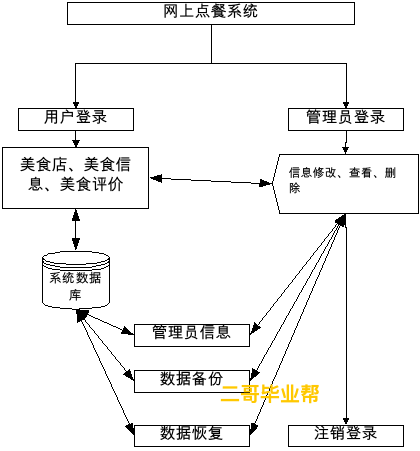 网上点餐系统
用户登录
管理员登录
美食店、美食信
息、美食评价
信息修改、查看、删
除
系统数据
库
管理员信息
数据备份
二哥毕业帮
数据恢复
注销登录